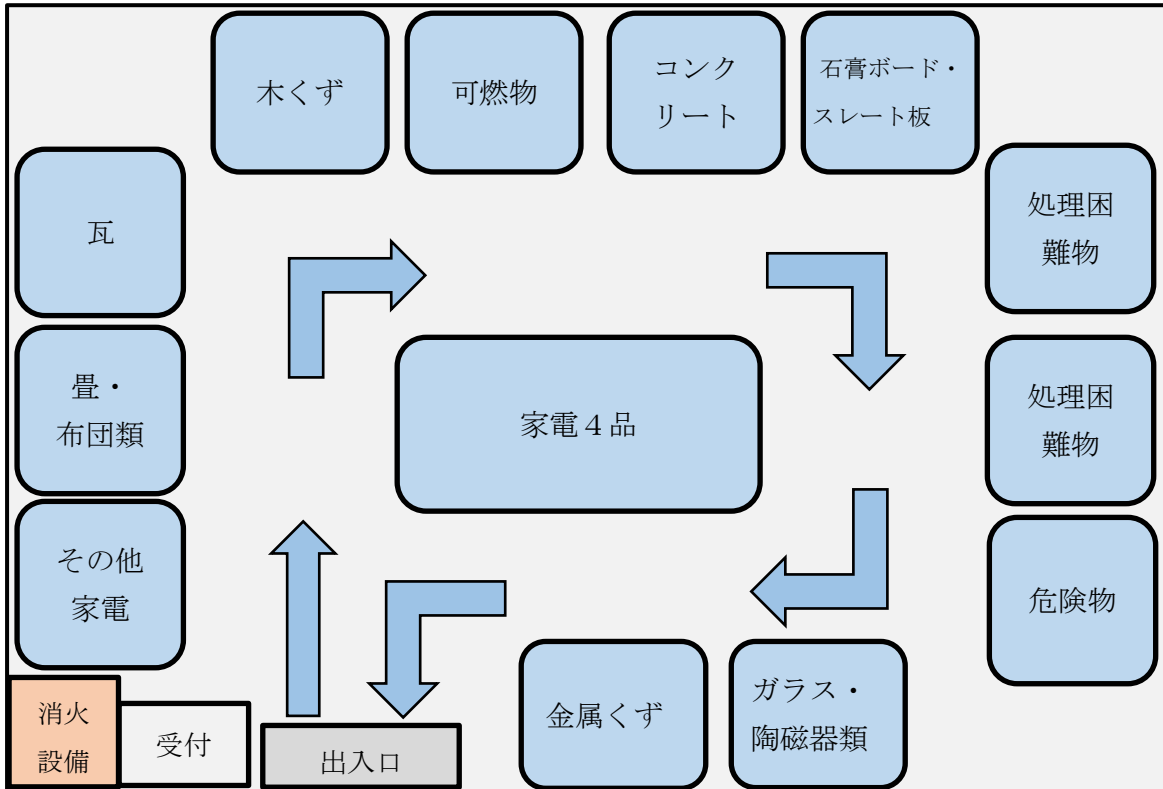 木くず
可燃物
コンク
リート
石膏ボード・
スレート板
瓦
処理困
難物
畳・
布団類
家電４品
処理困
難物
その他
家電
危険物
金属くず
ガラス・
陶磁器類
消火
設備
受付
出入口